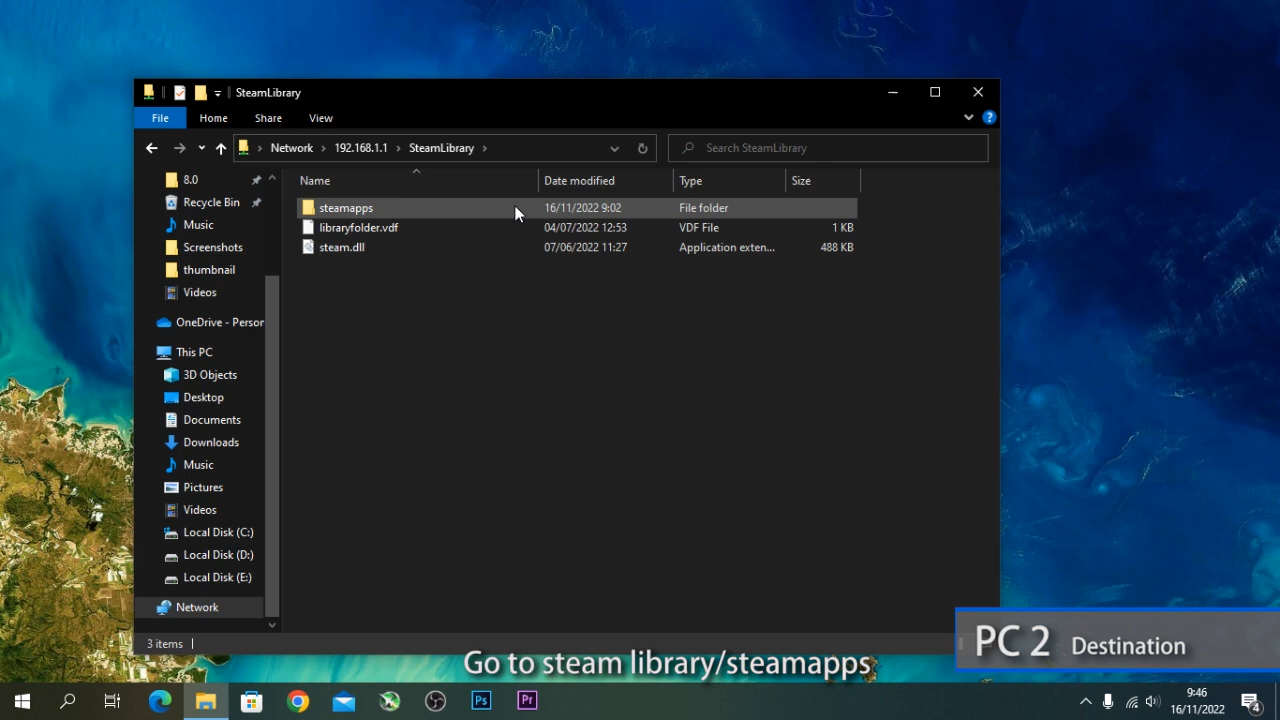 SteamLibrary
File Home Share View
Network 192.168.1.1 SteamLibrary
Search SteamLibrary
Name Date modified Type Size
steamapps 16/11/2022 9:02 File folder
libraryfolder.vdf 04/07/2022 12:53 VDF File 1 KB
steam.dll 07/06/2022 11:27 Application exten... 488 KB
8.0
Recycle Bin
Music
Screenshots
thumbnail
Videos
OneDrive - Person
This PC
3D Objects
Desktop
Documents
Downloads
Music
Pictures
Videos
Local Disk (C:)
Local Disk (D:)
Local Disk (E:)
Network
3 items
PC 2 Destination
Go to steam library/steamapps
Ps
Pr
9:46
16/11/2022
4